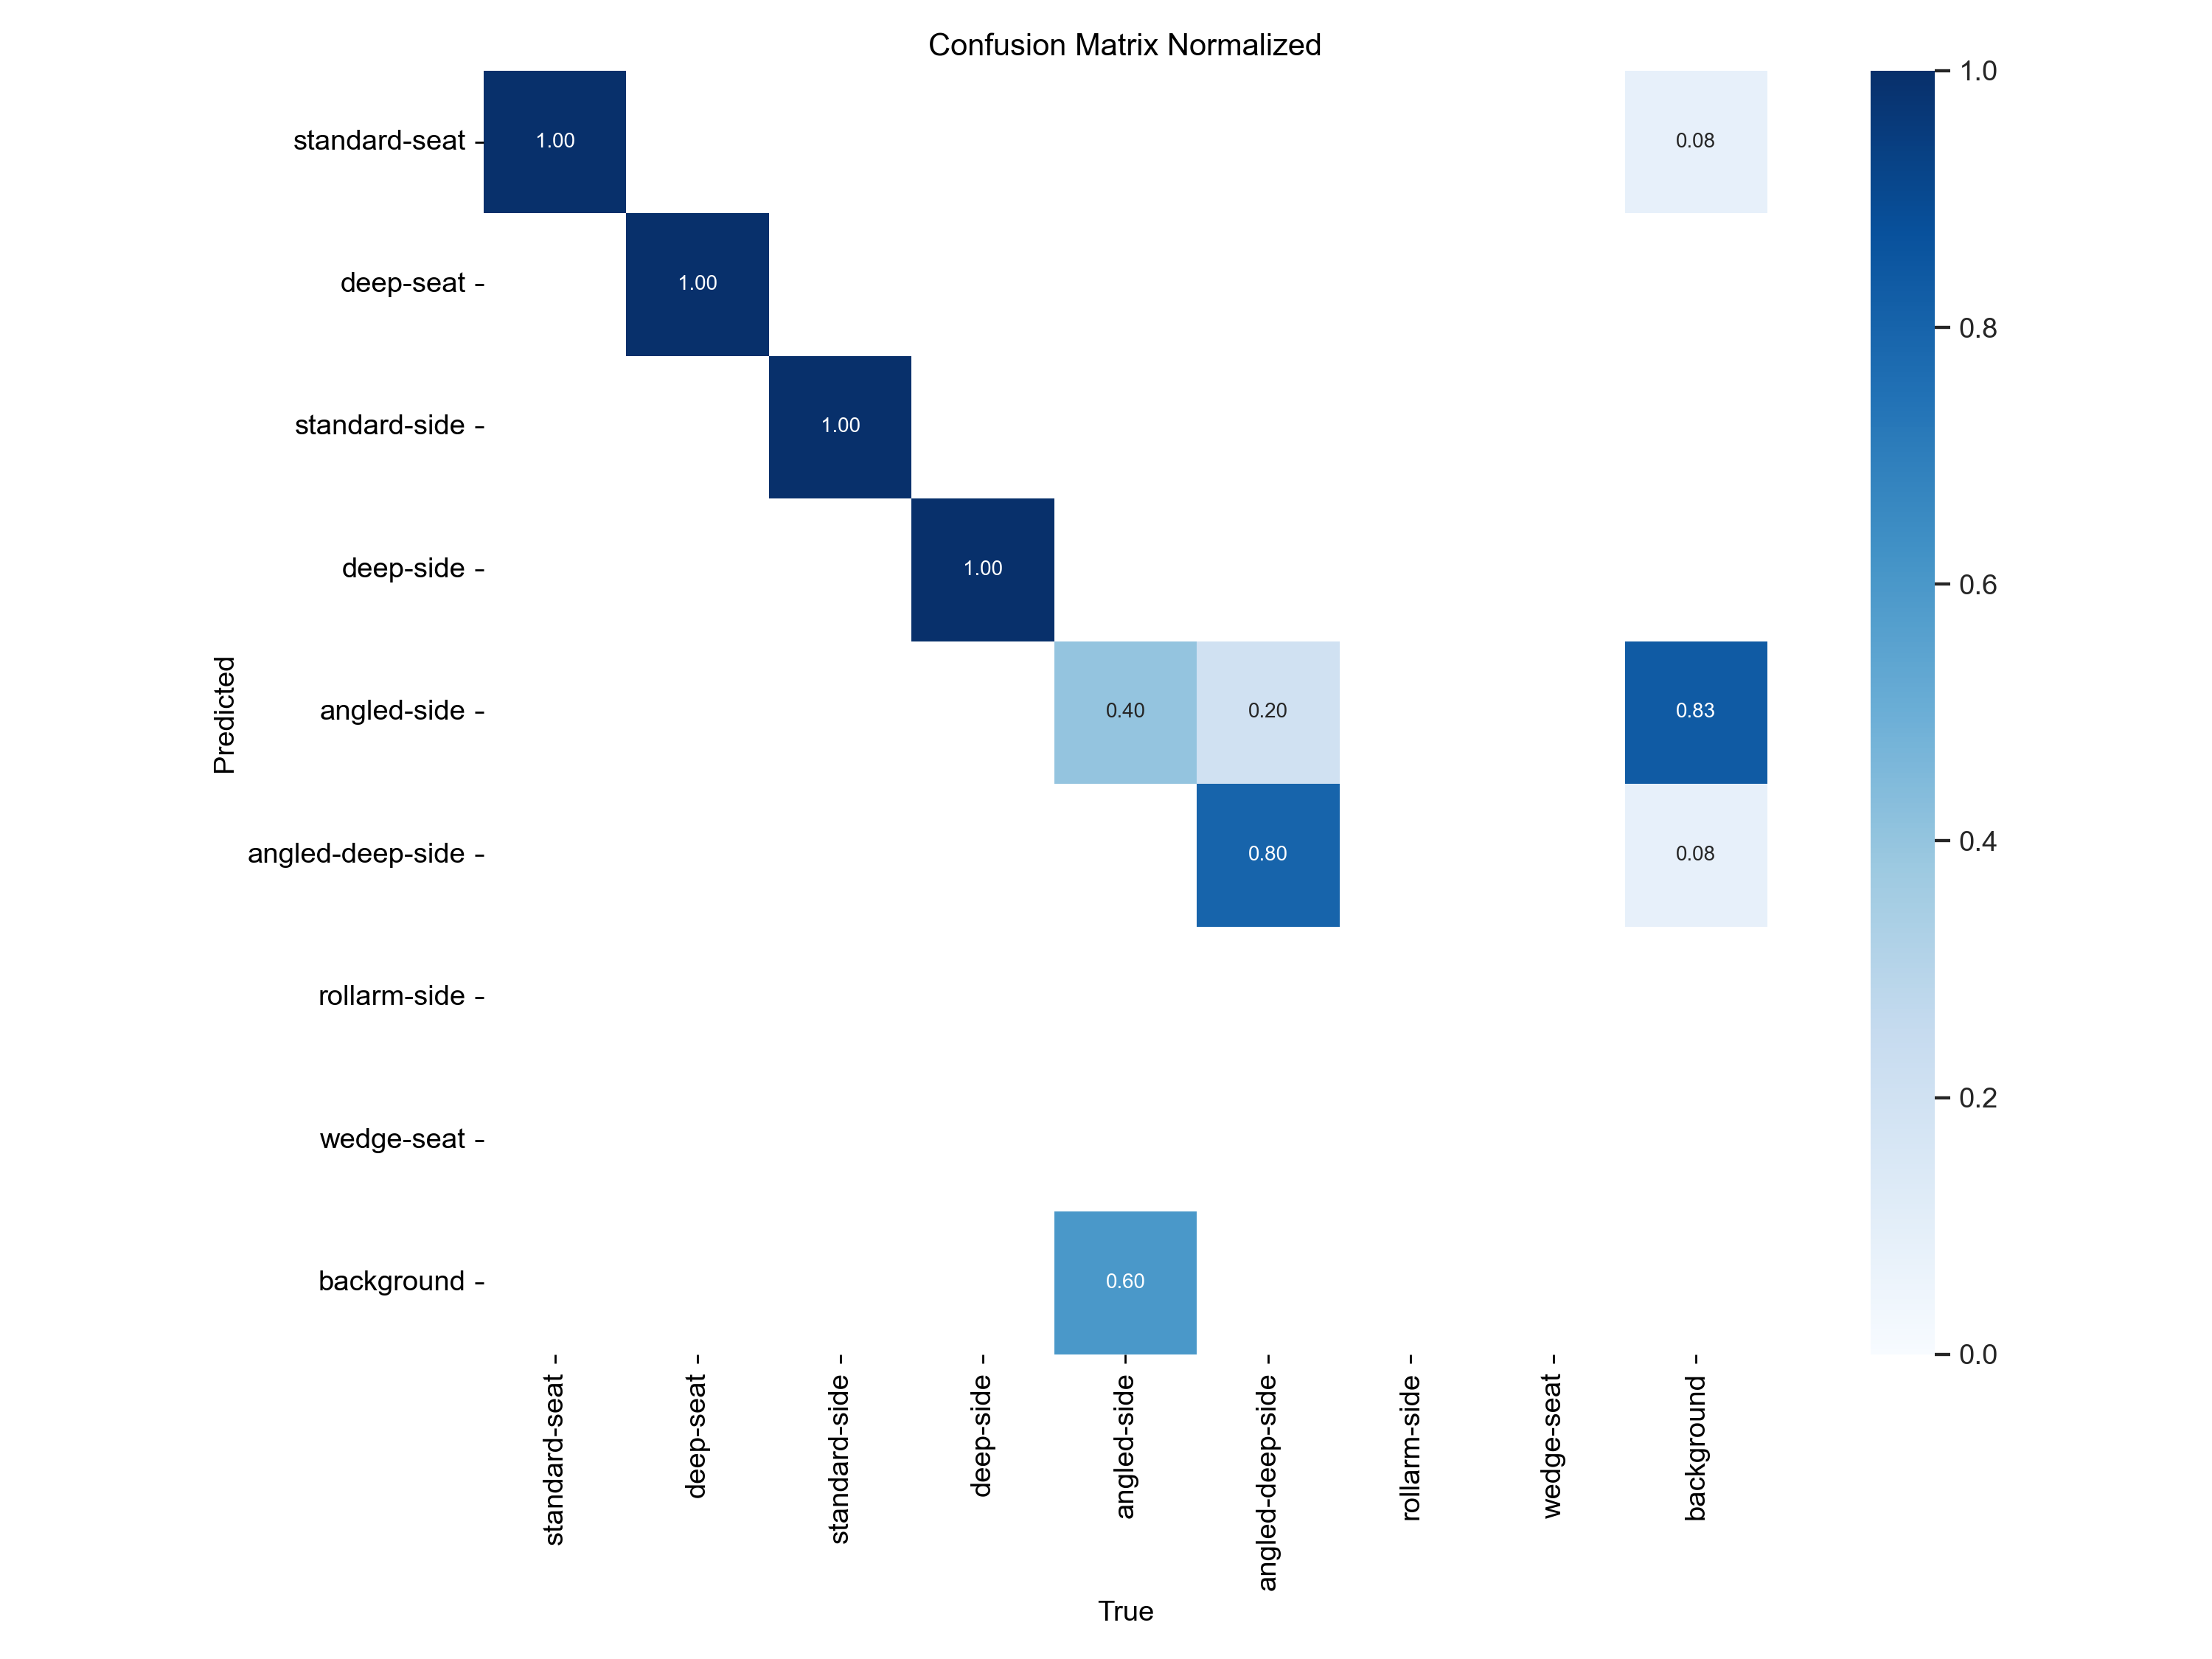 Confusion Matrix Normalized
standard-seat
1.00
0.08
deep-seat
1.00
standard-side
1.00
deep-side
1.00
angled-side
0.40
0.20
0.83
angled-deep-side
0.80
0.08
rollarm-side
wedge-seat
background
0.60
Predicted
standard-seat
deep-seat
standard-side
deep-side
angled-side
angled-deep-side
rollarm-side
wedge-seat
background
True
1.0
0.8
0.6
0.4
0.2
0.0